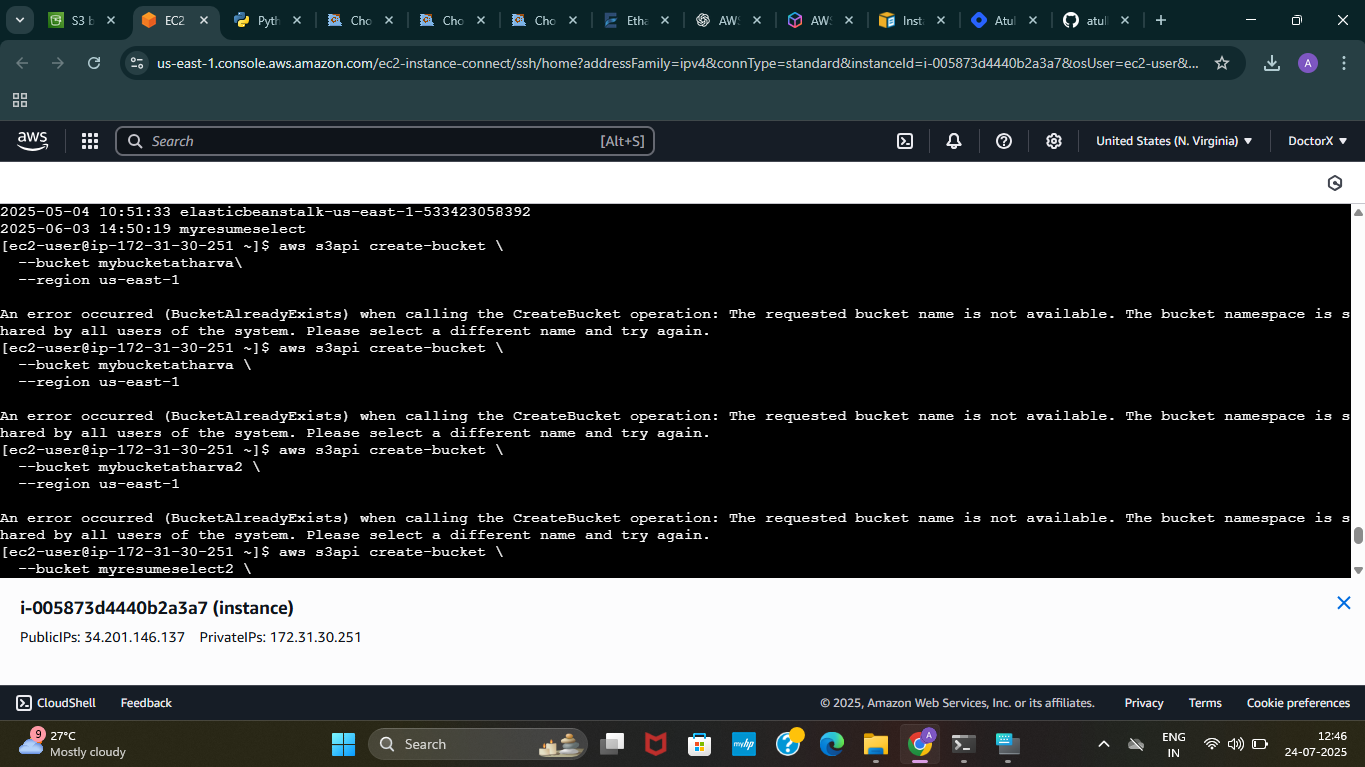 S3 b
EC2
Pyth
Cho
Cho
Cho
Etha
AWS
AWS
Inst
Atul
atull
us-east-1.console.aws.amazon.com/ec2-instance-connect/ssh/home?addressFamily=ipv4&connType=standard&instanceId=i-005873d4440b2a3a7&osUser=ec2-user&...
A
aws
Search
[Alt+S]
United States (N. Virginia)
DoctorX
2025-05-04 10:51:33 elasticbeanstalk-us-east-1-533423058392
2025-06-03 14:50:19 myresumeselect
[ec2-user@ip-172-31-30-251 ~]$ aws s3api create-bucket \
--bucket mybucketatharva\
--region us-east-1
An error occurred (BucketAlreadyExists) when calling the CreateBucket operation: The requested bucket name is not available. The bucket namespace is s
hared by all users of the system. Please select a different name and try again.
[ec2-user@ip-172-31-30-251 ~]$ aws s3api create-bucket \
--bucket mybucketatharva \
--region us-east-1
An error occurred (BucketAlreadyExists) when calling the CreateBucket operation: The requested bucket name is not available. The bucket namespace is s
hared by all users of the system. Please select a different name and try again.
[ec2-user@ip-172-31-30-251 ~]$ aws s3api create-bucket \
--bucket mybucketatharva2 \
--region us-east-1
An error occurred (BucketAlreadyExists) when calling the CreateBucket operation: The requested bucket name is not available. The bucket namespace is s
hared by all users of the system. Please select a different name and try again.
[ec2-user@ip-172-31-30-251 ~]$ aws s3api create-bucket \
--bucket myresumeselect2 \
i-005873d4440b2a3a7 (instance)
PublicIPs: 34.201.146.137 PrivateIPs: 172.31.30.251
CloudShell
Feedback
© 2025, Amazon Web Services, Inc. or its affiliates.
Privacy
Terms
Cookie preferences
9
27°C
Mostly cloudy
Search
myhp
A
ENG
IN
12:46
24-07-2025